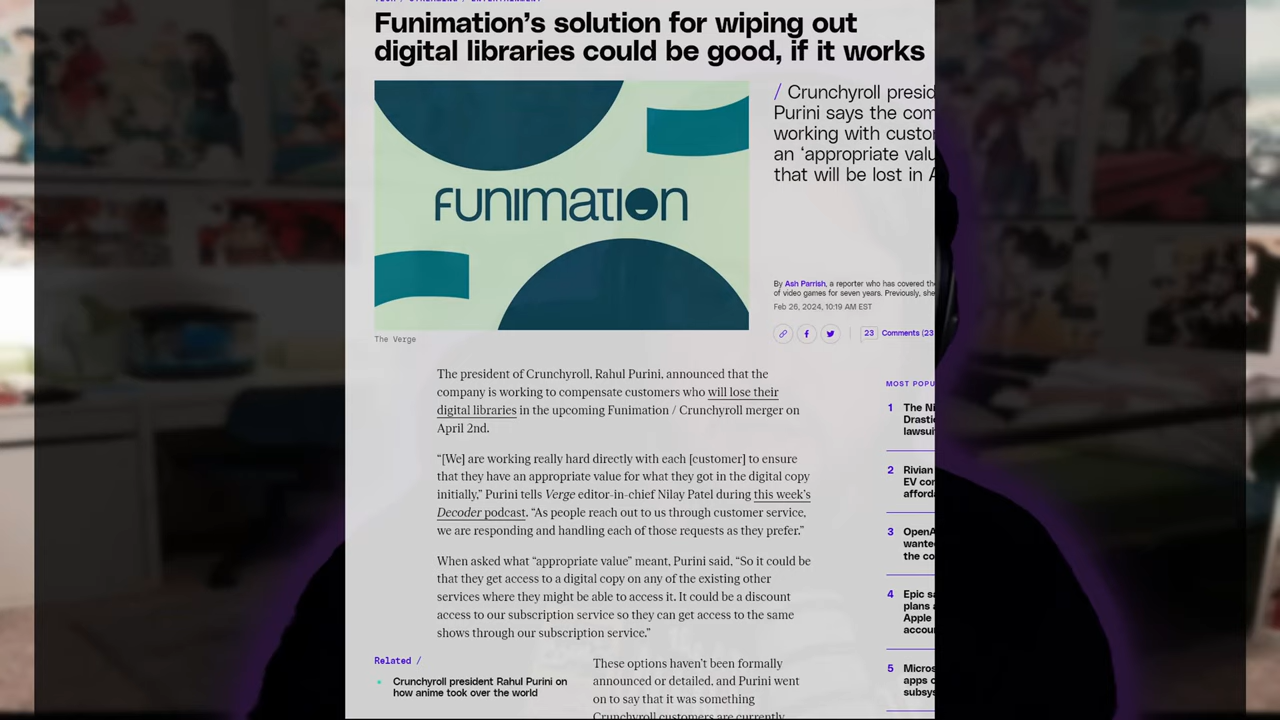 Funimation’s solution for wiping out
digital libraries could be good, if it works
FUNIMATION
The Verge
/ Crunchyroll presid
Purini says the com
working with custo
an ‘appropriate valu
that will be lost in A
By Ash Parrish, a reporter who has covered the
of video games for seven years. Previously, she
Feb 26, 2024, 10:19 AM EST
23 Comments (23
The president of Crunchyroll, Rahul Purini, announced that the
company is working to compensate customers who will lose their
digital libraries in the upcoming Funimation / Crunchyroll merger on
April 2nd.
“[We] are working really hard directly with each [customer] to ensure
that they have an appropriate value for what they got in the digital copy
initially,” Purini tells Verge editor-in-chief Nilay Patel during this week’s
Decoder podcast. “As people reach out to us through customer service,
we are responding and handling each of those requests as they prefer.”
When asked what “appropriate value” meant, Purini said, “So it could be
that they get access to a digital copy on any of the existing other
services where they might be able to access it. It could be a discount
access to our subscription service so they can get access to the same
shows through our subscription service.”
Related /
Crunchyroll president Rahul Purini on
how anime took over the world
These options haven’t been formally
announced or detailed, and Purini went
on to say that it was something
Crunchyroll customers are currently
MOST POPU
1 The Ni
Drastic
lawsui
2 Rivian
EV con
afforda
3 OpenA
wante
the co
4 Epic sa
plans a
Apple
accou
5 Micros
apps o
subsys